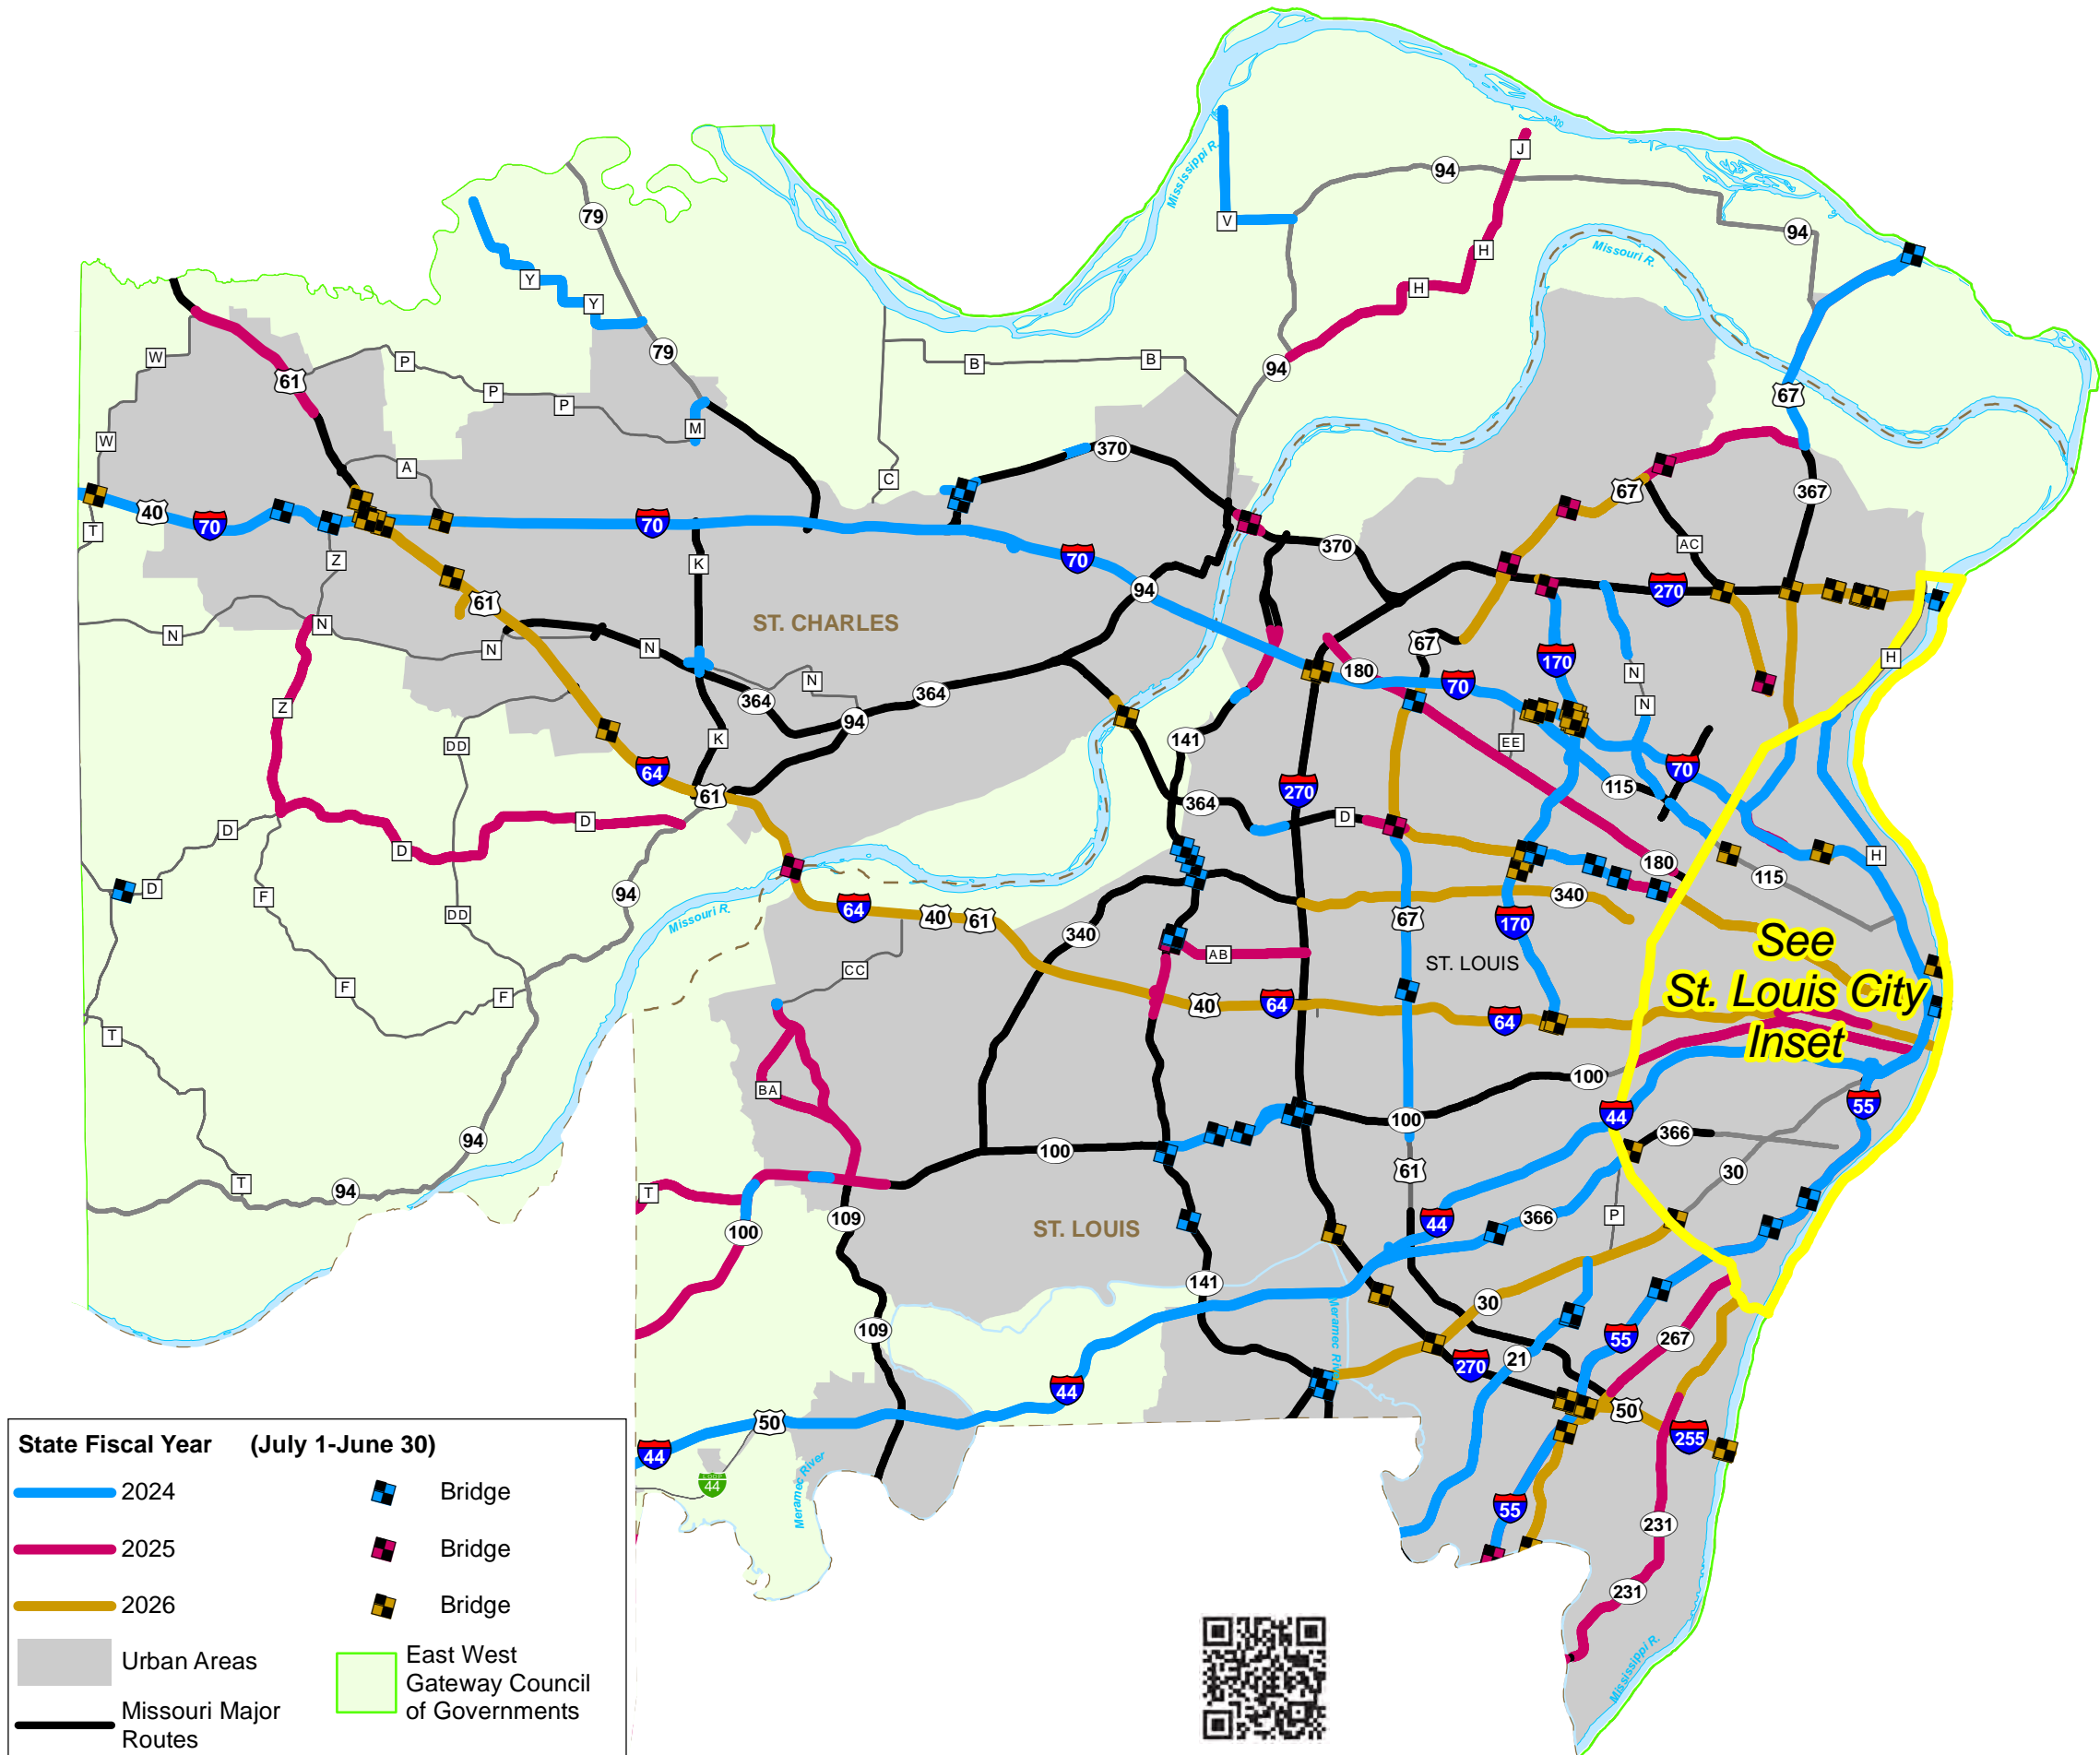 Mississippi R.
J
94
V
79
94
H
Missouri R.
Y
H
Y
79
W
P
B
B
94
61
P
67
P
M
W
370
A
C
67
367
40
70
70
T
AC
370
Z
70
K
270
94
61
ST. CHARLES
N
N
67
N
N
170
H
180
N
N
70
364
364
N
Z
94
EE
DD
K
141
64
70
61
270
115
364
D
D
D
D
180
H
D
115
F
94
340
64
40
61
67
170
DD
Missouri R.
340
See
AB
ST. LOUIS
CC
St. Louis City
F
F
40
64
64
T
Inset
BA
100
55
44
100
94
366
100
61
30
T
94
T
P
109
44
366
100
ST. LOUIS
141
30
Meramec River
109
55
267
21
270
44
50
50
255
44
LOOP
44
Meramec River
55
231
231
Mississippi R.
State Fiscal Year (July 1-June 30)
2024 Bridge
2025 Bridge
2026 Bridge
Urban Areas
East West
Gateway Council
of Governments
Missouri Major
Routes